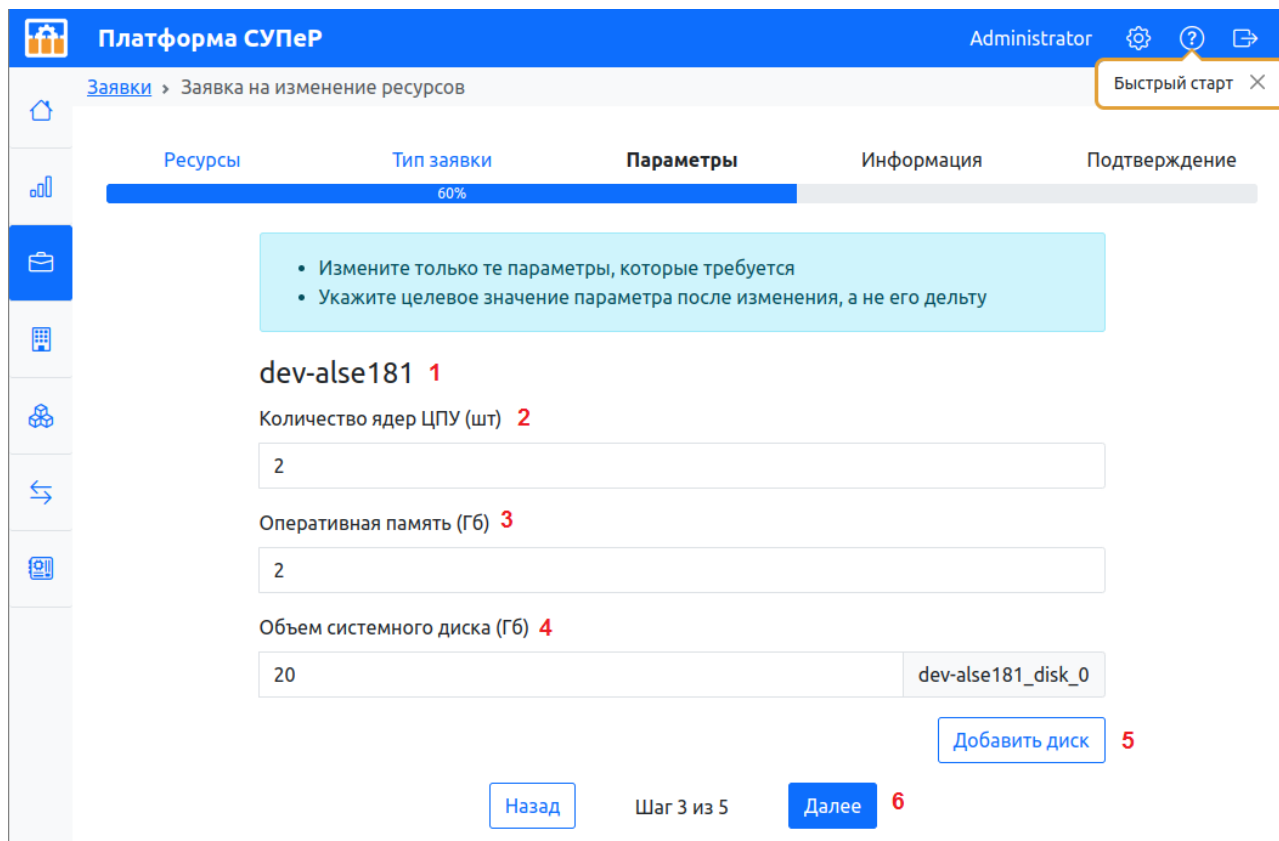 Платформа СУПеР Administrator
Заявки › Заявка на изменение ресурсов Быстрый старт
Ресурсы Тип заявки Параметры Информация Подтверждение
60%
• Измените только те параметры, которые требуется
• Укажите целевое значение параметра после изменения, а не его дельту
dev-alse181 1
Количество ядер ЦПУ (шт) 2
2
Оперативная память (Гб) 3
2
Объем системного диска (Гб) 4
20 dev-alse181_disk_0
Добавить диск 5
Назад Шаг 3 из 5 Далее 6